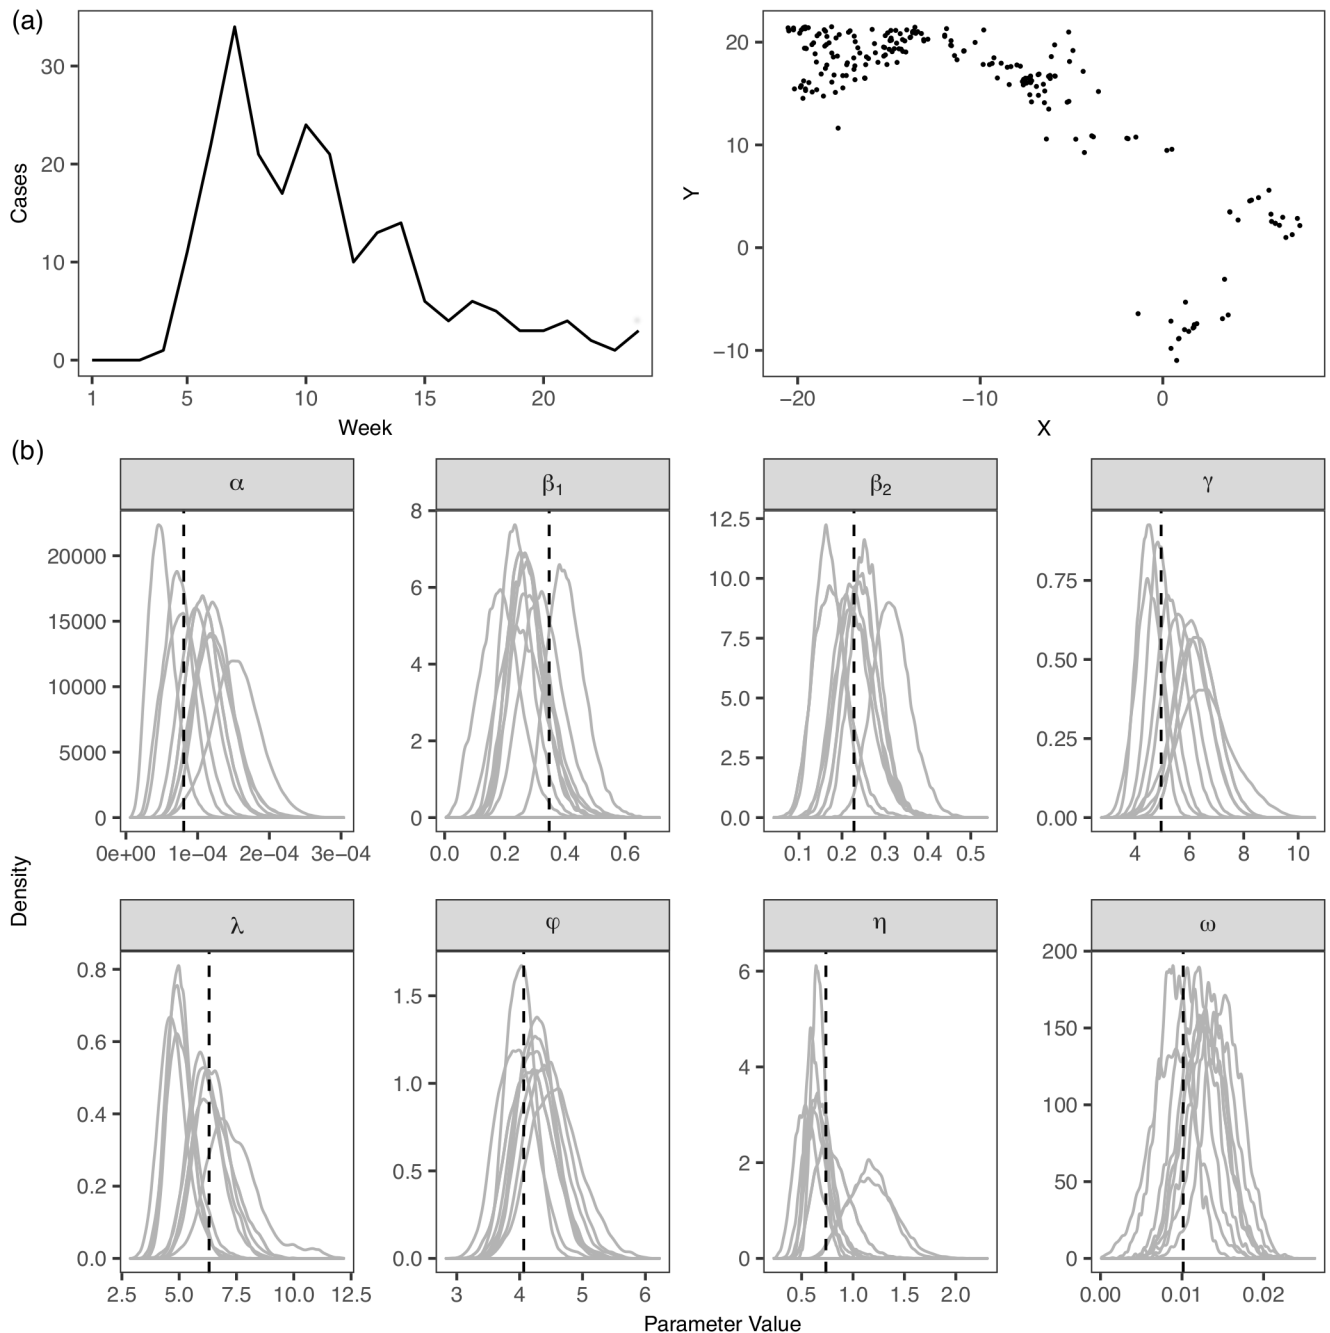 (a)
Cases
30
20
10
0
1 5 10 15 20
Week
Y
20
10
0
−10
−20 −10 0
X
(b)
Density
α β1 β2 γ
20000
15000
10000
5000
0
0e+00 1e−04 2e−04 3e−04
8
6
4
2
0
0.0 0.2 0.4 0.6
12.5
10.0
7.5
5.0
2.5
0.0
0.1 0.2 0.3 0.4 0.5
0.75
0.50
0.25
0.00
4 6 8 10
λ φ η ω
0.8
0.6
0.4
0.2
0.0
2.5 5.0 7.5 10.0 12.5
1.5
1.0
0.5
0.0
3 4 5 6
6
4
2
0
0.5 1.0 1.5 2.0
200
150
100
50
0
0.00 0.01 0.02
Parameter Value